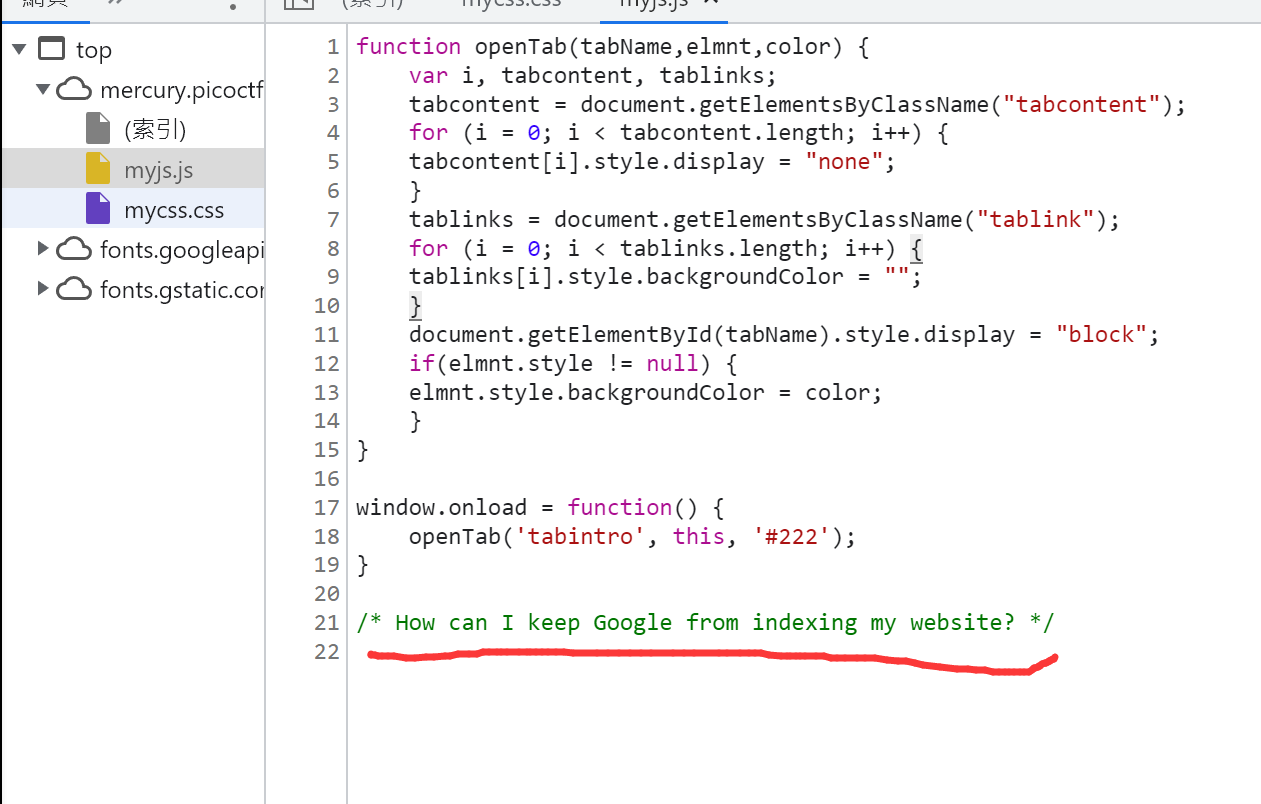 網頁
(索引)
mycss.css
myjs.js
top
mercury.picoctf
(索引)
myjs.js
mycss.css
fonts.googleapi
fonts.gstatic.cor
1 function openTab(tabName,elmnt,color) {
2 var i, tabcontent, tablinks;
3 tabcontent = document.getElementsByClassName("tabcontent");
4 for (i = 0; i < tabcontent.length; i++) {
5 tabcontent[i].style.display = "none";
6 }
7 tablinks = document.getElementsByClassName("tablink");
8 for (i = 0; i < tablinks.length; i++) {
9 tablinks[i].style.backgroundColor = "";
10 }
11 document.getElementById(tabName).style.display = "block";
12 if(elmnt.style != null) {
13 elmnt.style.backgroundColor = color;
14 }
15 }
16
17 window.onload = function() {
18 openTab('tabintro', this, '#222');
19 }
20
21 /* How can I keep Google from indexing my website? */
22